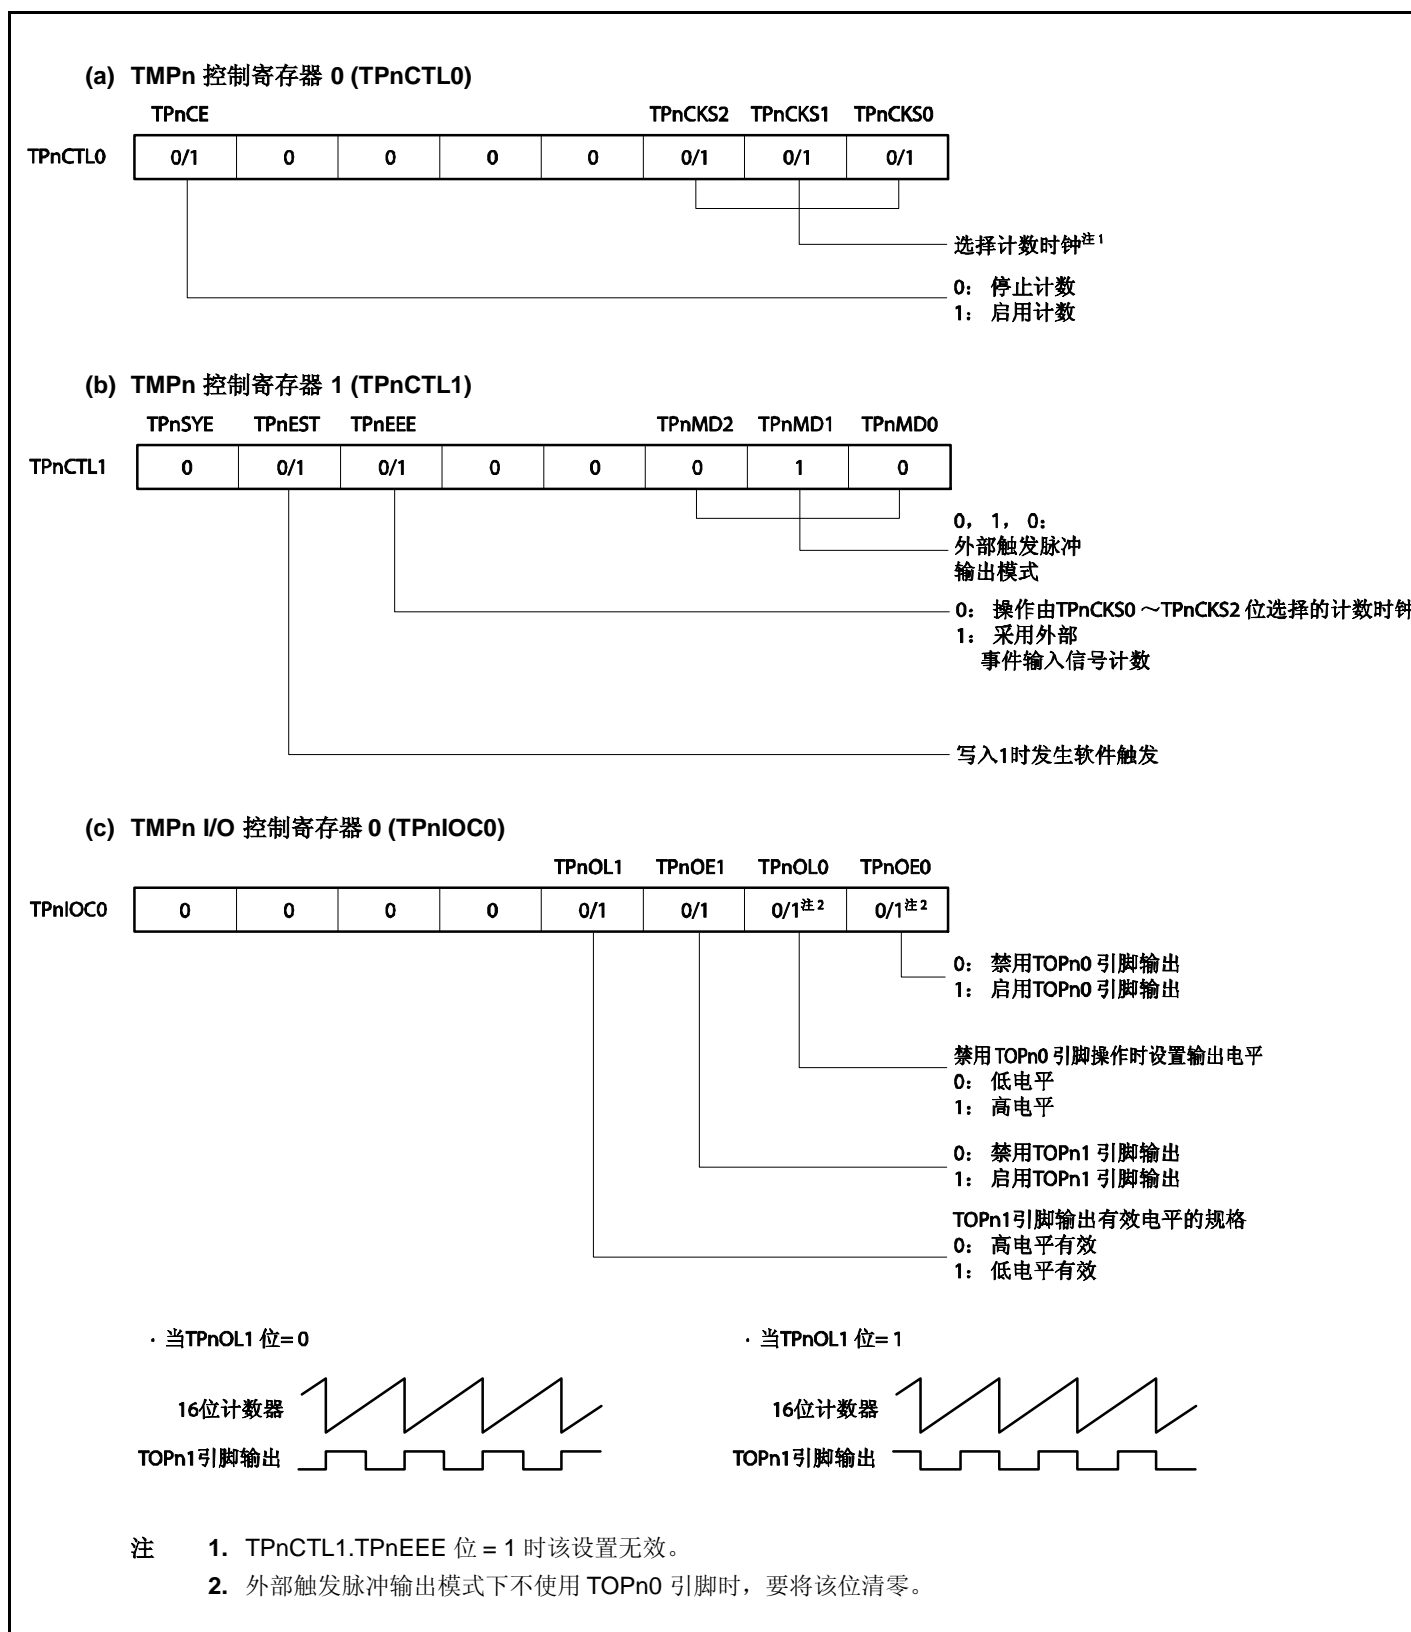 (a) TMPn 控制寄存器 0 (TPnCTL0)
TPnCE TPnCKS2 TPnCKS1 TPnCKS0
TPnCTL0 0/1 0 0 0 0 0/1 0/1 0/1
选择计数时钟注 1
0： 停止计数
1： 启用计数
(b) TMPn 控制寄存器 1 (TPnCTL1)
TPnSYE TPnEST TPnEEE TPnMD2 TPnMD1 TPnMD0
TPnCTL1 0 0/1 0/1 0 0 0 1 0
0， 1， 0：
外部触发脉冲
输出模式
0： 操作由TPnCKS0 ～TPnCKS2 位选择的计数时钟
1： 采用外部
事件输入信号计数
写入1时发生软件触发
(c) TMPn I/O 控制寄存器 0 (TPnIOC0)
TPnOL1 TPnOE1 TPnOL0 TPnOE0
TPnIOC0 0 0 0 0 0/1 0/1 0/1注 2 0/1注 2
0： 禁用TOPn0 引脚输出
1： 启用TOPn0 引脚输出
禁用 TOPn0 引脚操作时设置输出电平
0： 低电平
1： 高电平
0： 禁用TOPn1 引脚输出
1： 启用TOPn1 引脚输出
TOPn1引脚输出有效电平的规格
0： 高电平有效
1： 低电平有效
· 当TPnOL1 位= 0
16位计数器
TOPn1引脚输出
· 当TPnOL1 位= 1
16位计数器
TOPn1引脚输出
注 1. TPnCTL1.TPnEEE 位 = 1 时该设置无效。
2. 外部触发脉冲输出模式下不使用 TOPn0 引脚时，要将该位清零。